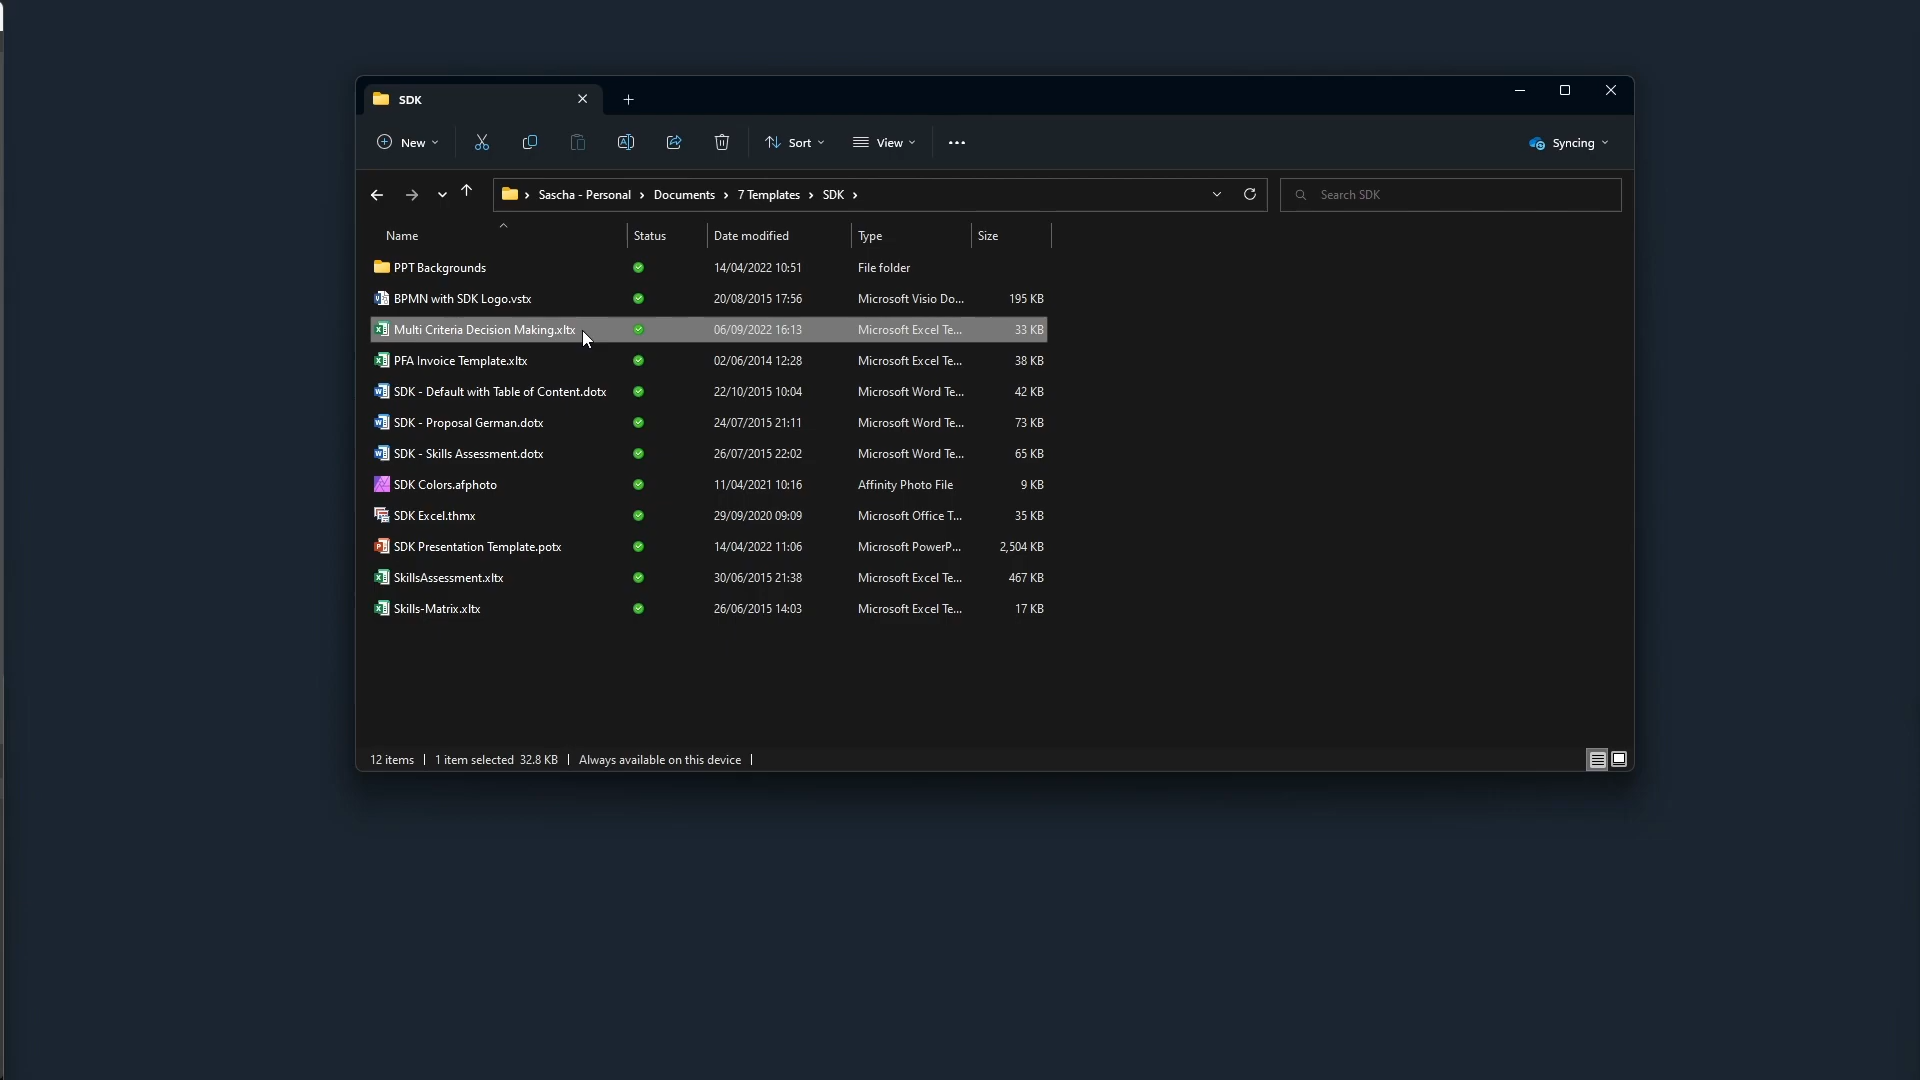 SDK
New
Sort
View
Syncing
Sascha - Personal > Documents > 7 Templates > SDK >
Search SDK
Name Status Date modified Type Size
PPT Backgrounds 14/04/2022 10:51 File folder
BPMN with SDK Logo.vstx 20/08/2015 17:56 Microsoft Visio Do... 195 KB
Multi Criteria Decision Making.xltx 06/09/2022 16:13 Microsoft Excel Te... 33 KB
PFA Invoice Template.xltx 02/06/2014 12:28 Microsoft Excel Te... 38 KB
SDK - Default with Table of Content.dotx 22/10/2015 10:04 Microsoft Word Te... 42 KB
SDK - Proposal German.dotx 24/07/2015 21:11 Microsoft Word Te... 73 KB
SDK - Skills Assessment.dotx 26/07/2015 22:02 Microsoft Word Te... 65 KB
SDK Colors.afphoto 11/04/2021 10:16 Affinity Photo File 9 KB
SDK Excel.thmx 29/09/2020 09:09 Microsoft Office T... 35 KB
SDK Presentation Template.potx 14/04/2022 11:06 Microsoft PowerP... 2,504 KB
SkillsAssessment.xltx 30/06/2015 21:38 Microsoft Excel Te... 467 KB
Skills-Matrix.xltx 26/06/2015 14:03 Microsoft Excel Te... 17 KB
12 items | 1 item selected 32.8 KB | Always available on this device |